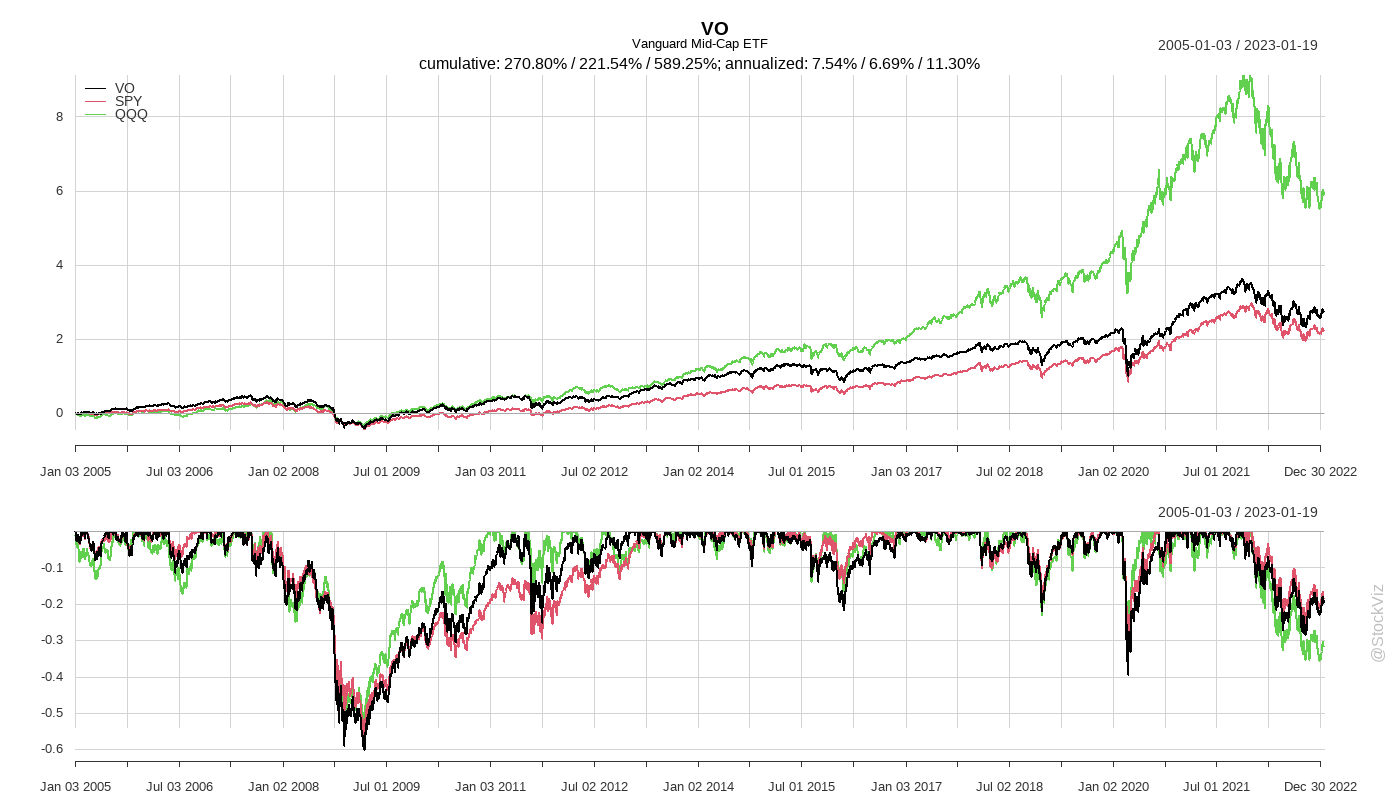 VO
Vanguard Mid-Cap ETF
2005-01-03 / 2023-01-19
cumulative: 270.80% / 221.54% / 589.25%; annualized: 7.54% / 6.69% / 11.30%
VO
SPY
QQQ
8
6
4
2
0
Jan 03 2005 Jul 03 2006 Jan 02 2008 Jul 01 2009 Jan 03 2011 Jul 02 2012 Jan 02 2014 Jul 01 2015 Jan 03 2017 Jul 02 2018 Jan 02 2020 Jul 01 2021 Dec 30 2022
2005-01-03 / 2023-01-19
-0.1
-0.2
-0.3
-0.4
-0.5
-0.6
Jan 03 2005 Jul 03 2006 Jan 02 2008 Jul 01 2009 Jan 03 2011 Jul 02 2012 Jan 02 2014 Jul 01 2015 Jan 03 2017 Jul 02 2018 Jan 02 2020 Jul 01 2021 Dec 30 2022
@StockViz